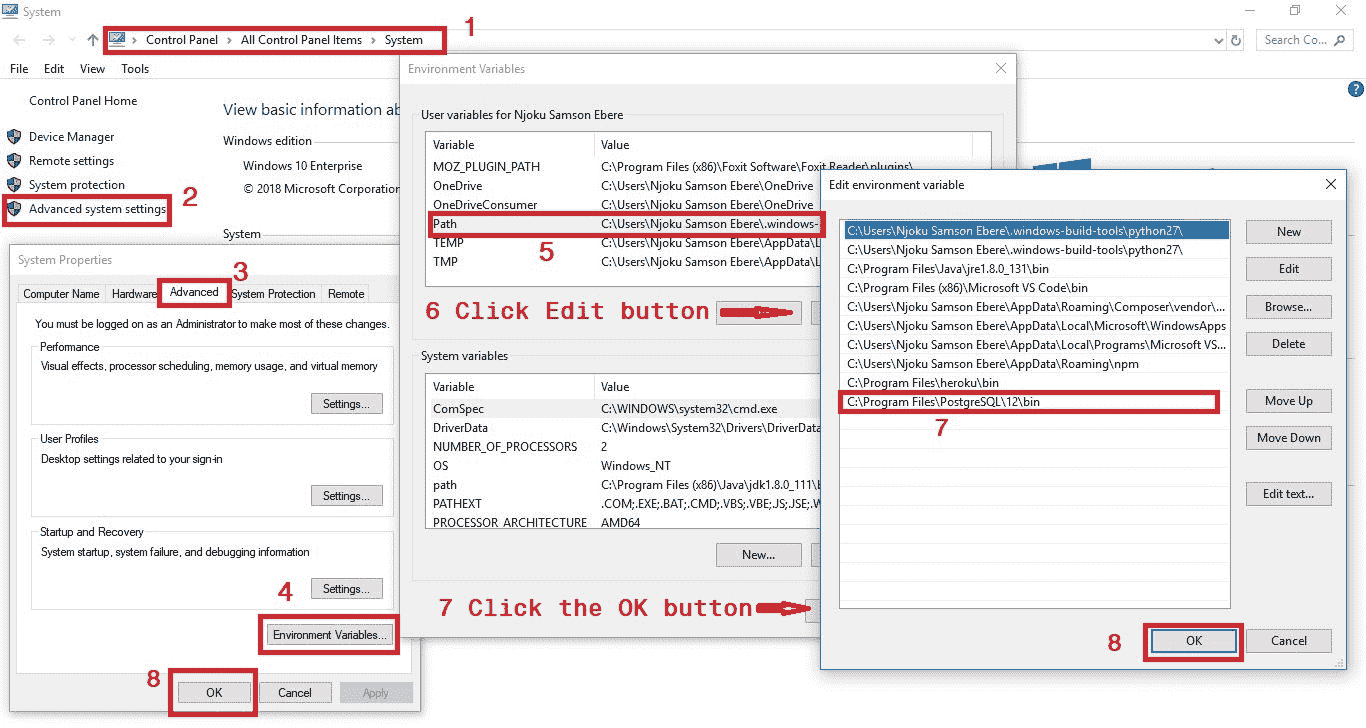 System
1
Control Panel > All Control Panel Items > System
Search Co...
File Edit View Tools
Control Panel Home
Device Manager
Remote settings
System protection
Advanced system settings
2
View basic information ab
Windows edition
Windows 10 Enterprise
© 2018 Microsoft Corporation
System
System Properties
3
Computer Name Hardware Advanced System Protection Remote
You must be logged on as an Administrator to make most of these changes.
Performance
Visual effects, processor scheduling, memory usage, and virtual memory
Settings...
User Profiles
Desktop settings related to your sign-in
Settings...
Startup and Recovery
System startup, system failure, and debugging information
Settings...
4
Environment Variables...
8
OK Cancel Apply
Environment Variables
User variables for Njoku Samson Ebere
Variable Value
MOZ_PLUGIN_PATH C:\Program Files (x86)\Foxit Software\Foxit Reader\plugins\
OneDrive C:\Users\Njoku Samson Ebere\OneDrive
OneDriveConsumer C:\Users\Njoku Samson Ebere\OneDrive
Path C:\Users\Njoku Samson Ebere\.windows-
TEMP C:\Users\Njoku Samson Ebere\AppData\L
TMP C:\Users\Njoku Samson Ebere\AppData\L
5
6 Click Edit button
System variables
Variable Value
ComSpec C:\WINDOWS\system32\cmd.exe
DriverData C:\Windows\System32\Drivers\DriverData
NUMBER_OF_PROCESSORS 2
OS Windows_NT
path C:\Program Files (x86)\Java\jdk1.8.0_111\b
PATHEXT .COM;.EXE;.BAT;.CMD;.VBS;.VBE;.JS;.JSE;.W
PROCESSOR_ARCHITECTURE AMD64
New...
7 Click the OK button
?
Edit environment variable
C:\Users\Njoku Samson Ebere\.windows-build-tools\python27\
C:\Users\Njoku Samson Ebere\.windows-build-tools\python27\
C:\Program Files\Java\jre1.8.0_131\bin
C:\Program Files (x86)\Microsoft VS Code\bin
C:\Users\Njoku Samson Ebere\AppData\Roaming\Composer\vendor\...
C:\Users\Njoku Samson Ebere\AppData\Local\Microsoft\WindowsApps
C:\Users\Njoku Samson Ebere\AppData\Local\Programs\Microsoft VS...
C:\Users\Njoku Samson Ebere\AppData\Roaming\npm
C:\Program Files\heroku\bin
C:\Program Files\PostgreSQL\12\bin
7
New
Edit
Browse...
Delete
Move Up
Move Down
Edit text...
8
OK Cancel